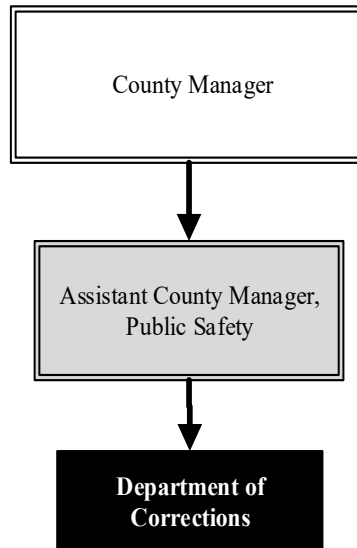 County Manager
Assistant County Manager,
Public Safety
Department of
Corrections